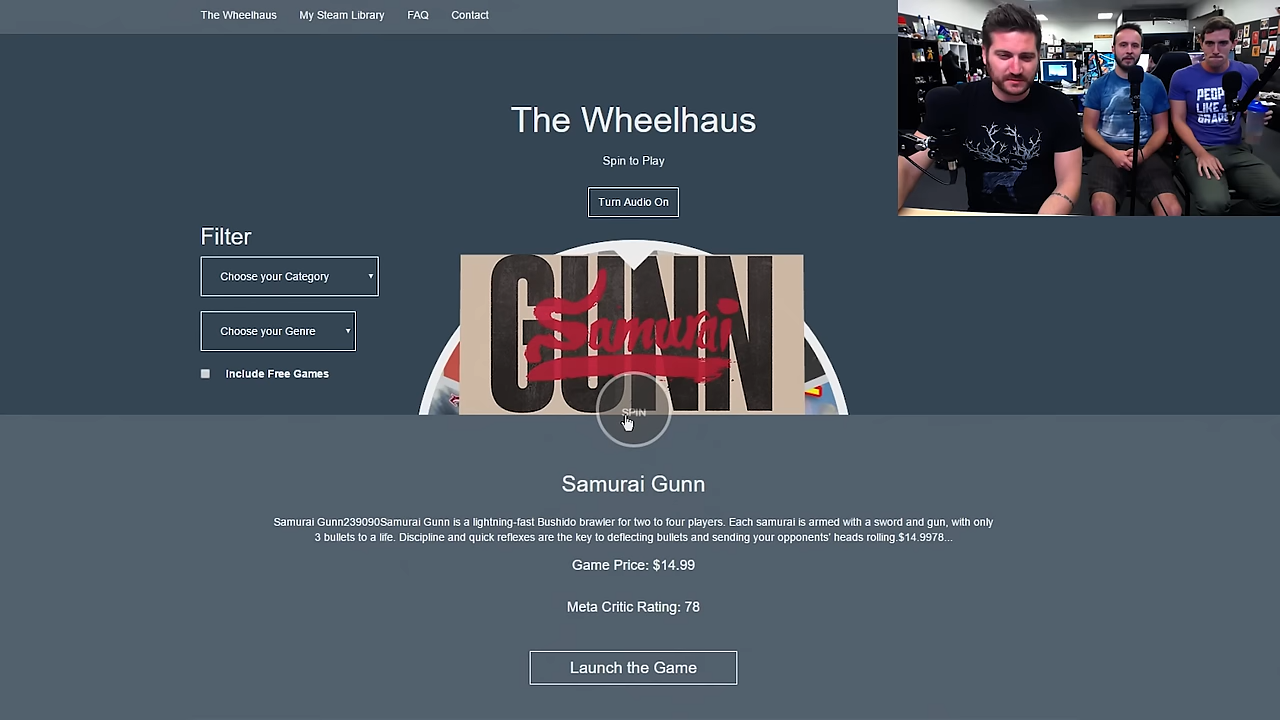 The Wheelhaus My Steam Library FAQ Contact
PEOPLE
LIKE
GRAPES
The Wheelhaus
Spin to Play
Turn Audio On
Filter
Choose your Category
Choose your Genre
Include Free Games
GUNN
Samurai
SPIN
Samurai Gunn
Samurai Gunn239090Samurai Gunn is a lightning-fast Bushido brawler for two to four players. Each samurai is armed with a sword and gun, with only
3 bullets to a life. Discipline and quick reflexes are the key to deflecting bullets and sending your opponents' heads rolling.$14.9978...
Game Price: $14.99
Meta Critic Rating: 78
Launch the Game